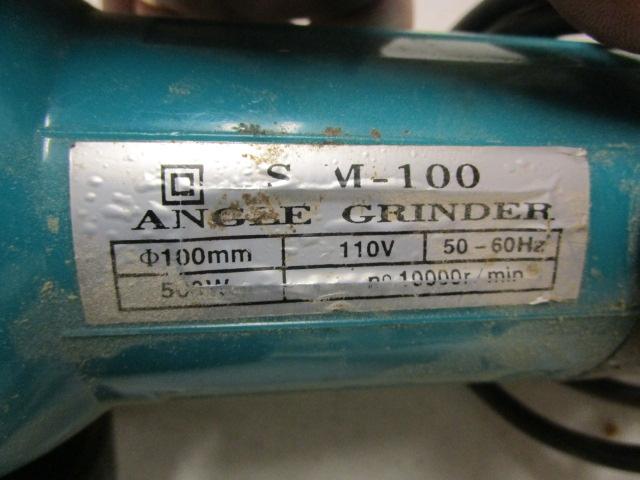 M-100
ANGLE GRINDER
Φ100mm 110V 50-60Hz
10000r/min